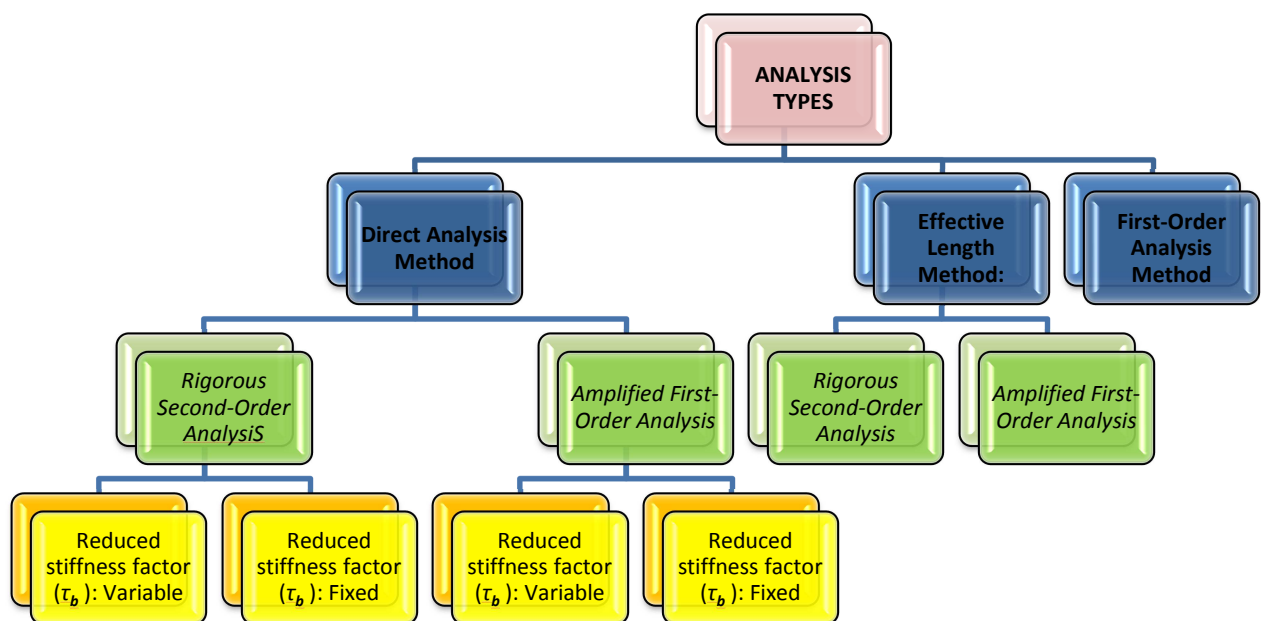 ANALYSIS
TYPES
Direct Analysis
Method
Effective
Length
Method:
First-Order
Analysis
Method
Rigorous
Second-Order
AnalysiS
Amplified First-
Order Analysis
Rigorous
Second-Order
Analysis
Amplified First-
Order Analysis
Reduced
stiffness factor
(τb ): Variable
Reduced
stiffness factor
(τb ): Fixed
Reduced
stiffness factor
(τb ): Variable
Reduced
stiffness factor
(τb ): Fixed